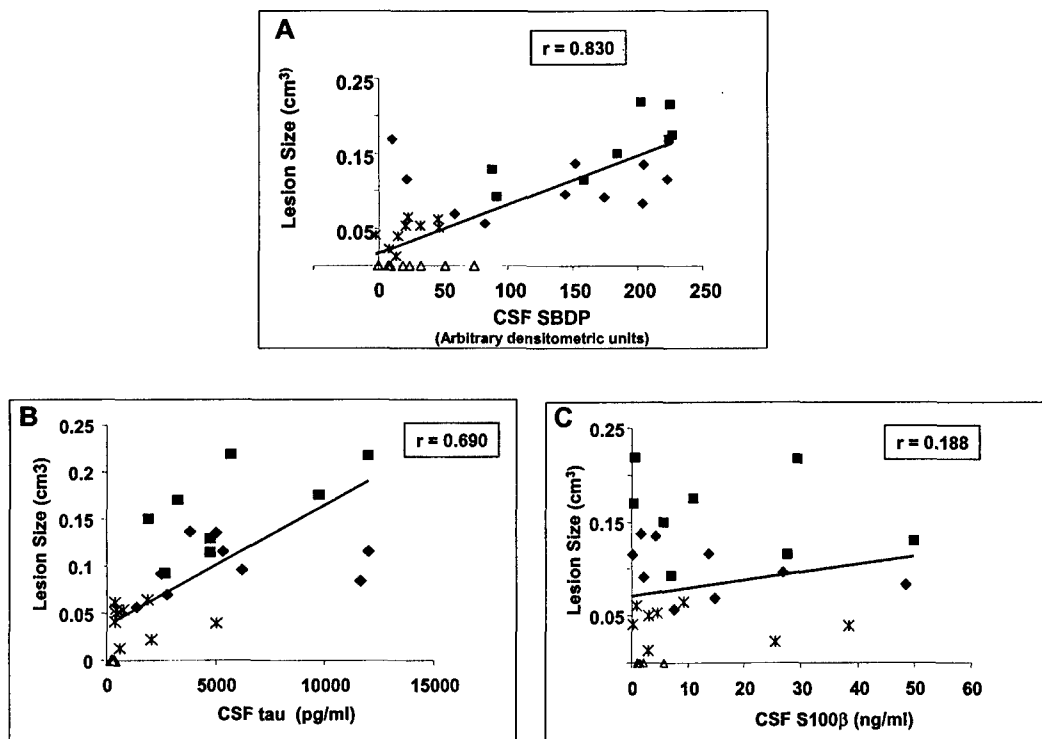 A
r = 0.830
Lesion Size (cm³)
0.25
0.15
0.05
0 50 100 150 200 250
CSF SBDP
(Arbitrary densitometric units)
B
r = 0.690
Lesion Size (cm3)
0.25
0.2
0.15
0.1
0.05
0
0 5000 10000 15000
CSF tau (pg/ml)
C
r = 0.188
Lesion Size (cm³)
0.25
0.15
0.05
0 10 20 30 40 50 60
CSF S100β (ng/ml)